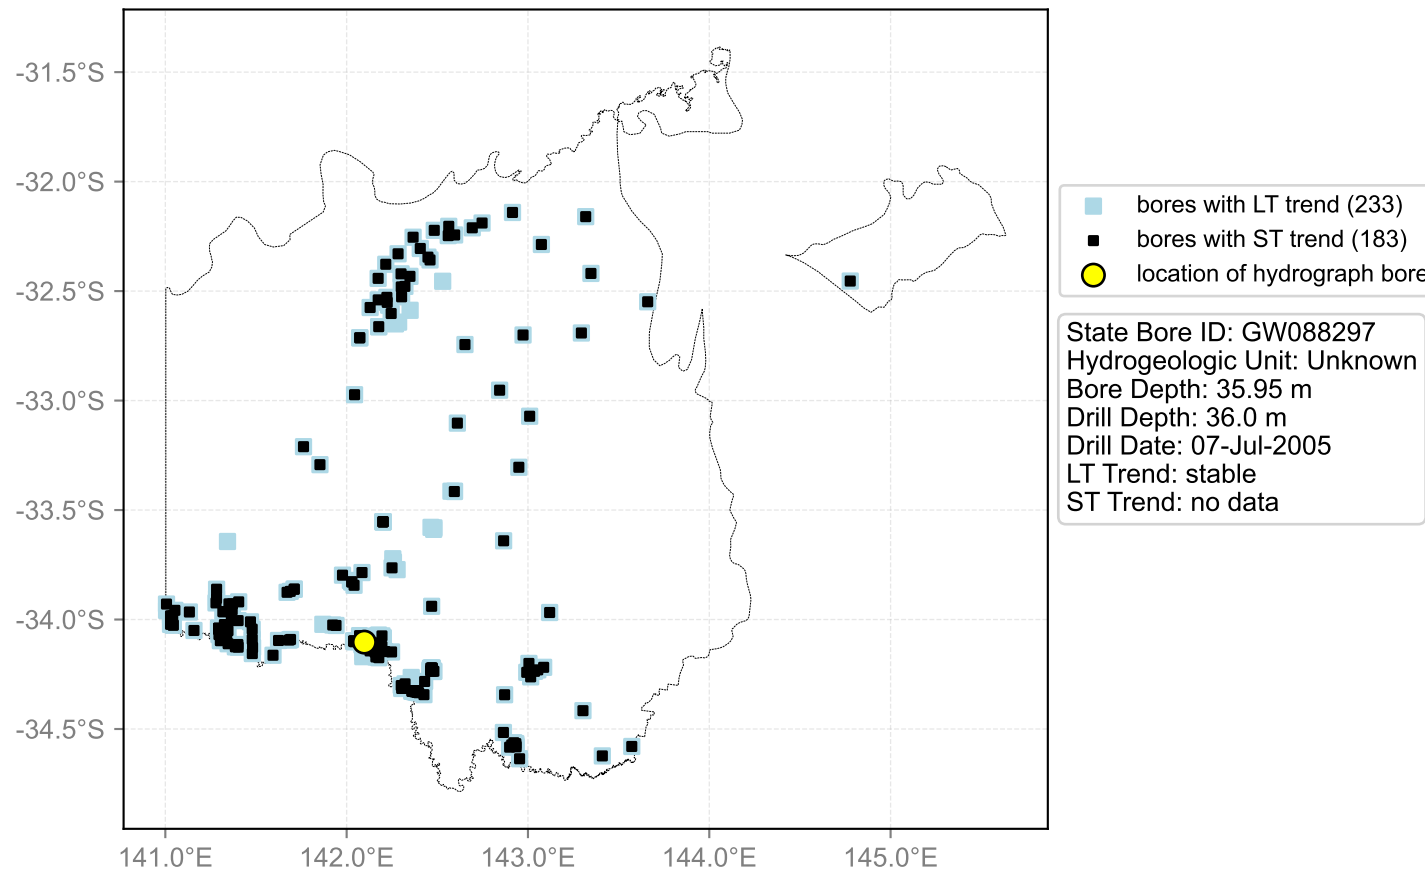 -31.5°S
-32.0°S
-32.5°S
-33.0°S
-33.5°S
-34.0°S
-34.5°S
141.0°E 142.0°E 143.0°E 144.0°E 145.0°E
bores with LT trend (233)
bores with ST trend (183)
location of hydrograph bore
State Bore ID: GW088297
Hydrogeologic Unit: Unknown
Bore Depth: 35.95 m
Drill Depth: 36.0 m
Drill Date: 07-Jul-2005
LT Trend: stable
ST Trend: no data